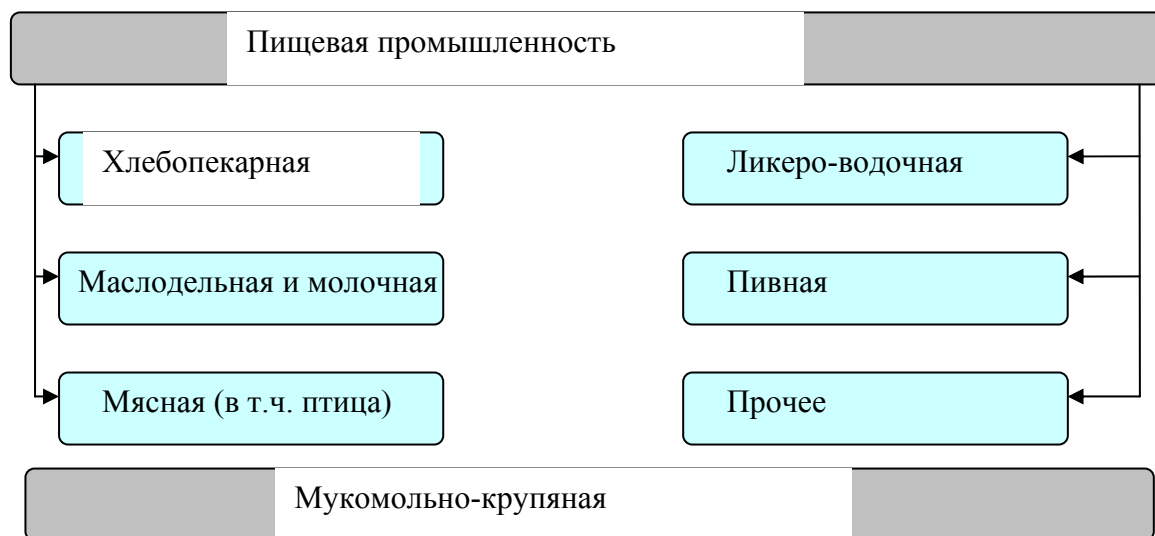 Пищевая промышленность
Хлебопекарная
Ликеро-водочная
Маслодельная и молочная
Пивная
Мясная (в т.ч. птица)
Прочее
Мукомольно-крупяная